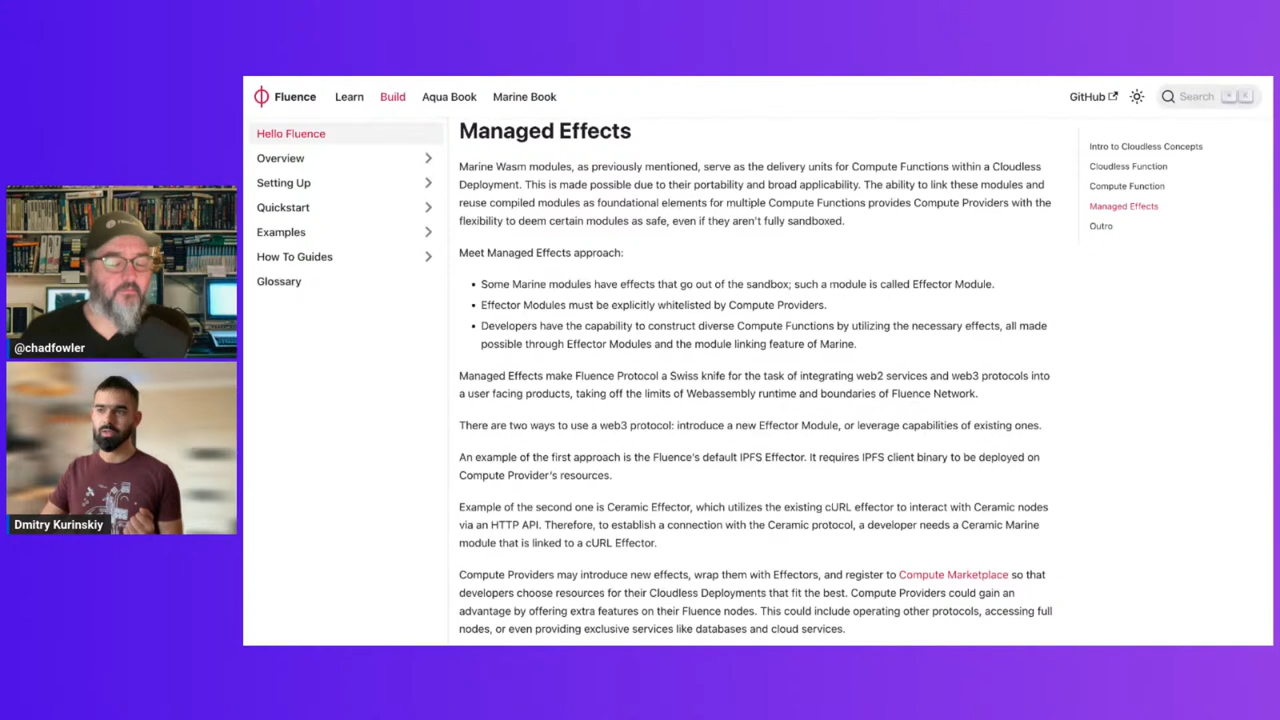 Fluence Learn Build Aqua Book Marine Book GitHub Search
Hello Fluence
Overview
Setting Up
Quickstart
Examples
How To Guides
Glossary
Managed Effects
Marine Wasm modules, as previously mentioned, serve as the delivery units for Compute Functions within a Cloudless
Deployment. This is made possible due to their portability and broad applicability. The ability to link these modules and
reuse compiled modules as foundational elements for multiple Compute Functions provides Compute Providers with the
flexibility to deem certain modules as safe, even if they aren't fully sandboxed.
Meet Managed Effects approach:
• Some Marine modules have effects that go out of the sandbox; such a module is called Effector Module.
• Effector Modules must be explicitly whitelisted by Compute Providers.
• Developers have the capability to construct diverse Compute Functions by utilizing the necessary effects, all made
possible through Effector Modules and the module linking feature of Marine.
Managed Effects make Fluence Protocol a Swiss knife for the task of integrating web2 services and web3 protocols into
a user facing products, taking off the limits of Webassembly runtime and boundaries of Fluence Network.
There are two ways to use a web3 protocol: introduce a new Effector Module, or leverage capabilities of existing ones.
An example of the first approach is the Fluence's default IPFS Effector. It requires IPFS client binary to be deployed on
Compute Provider's resources.
Example of the second one is Ceramic Effector, which utilizes the existing cURL effector to interact with Ceramic nodes
via an HTTP API. Therefore, to establish a connection with the Ceramic protocol, a developer needs a Ceramic Marine
module that is linked to a cURL Effector.
Compute Providers may introduce new effects, wrap them with Effectors, and register to Compute Marketplace so that
developers choose resources for their Cloudless Deployments that fit the best. Compute Providers could gain an
advantage by offering extra features on their Fluence nodes. This could include operating other protocols, accessing full
nodes, or even providing exclusive services like databases and cloud services.
Intro to Cloudless Concepts
Cloudless Function
Compute Function
Managed Effects
Outro
@chadfowler
Dmitry Kurinskiy